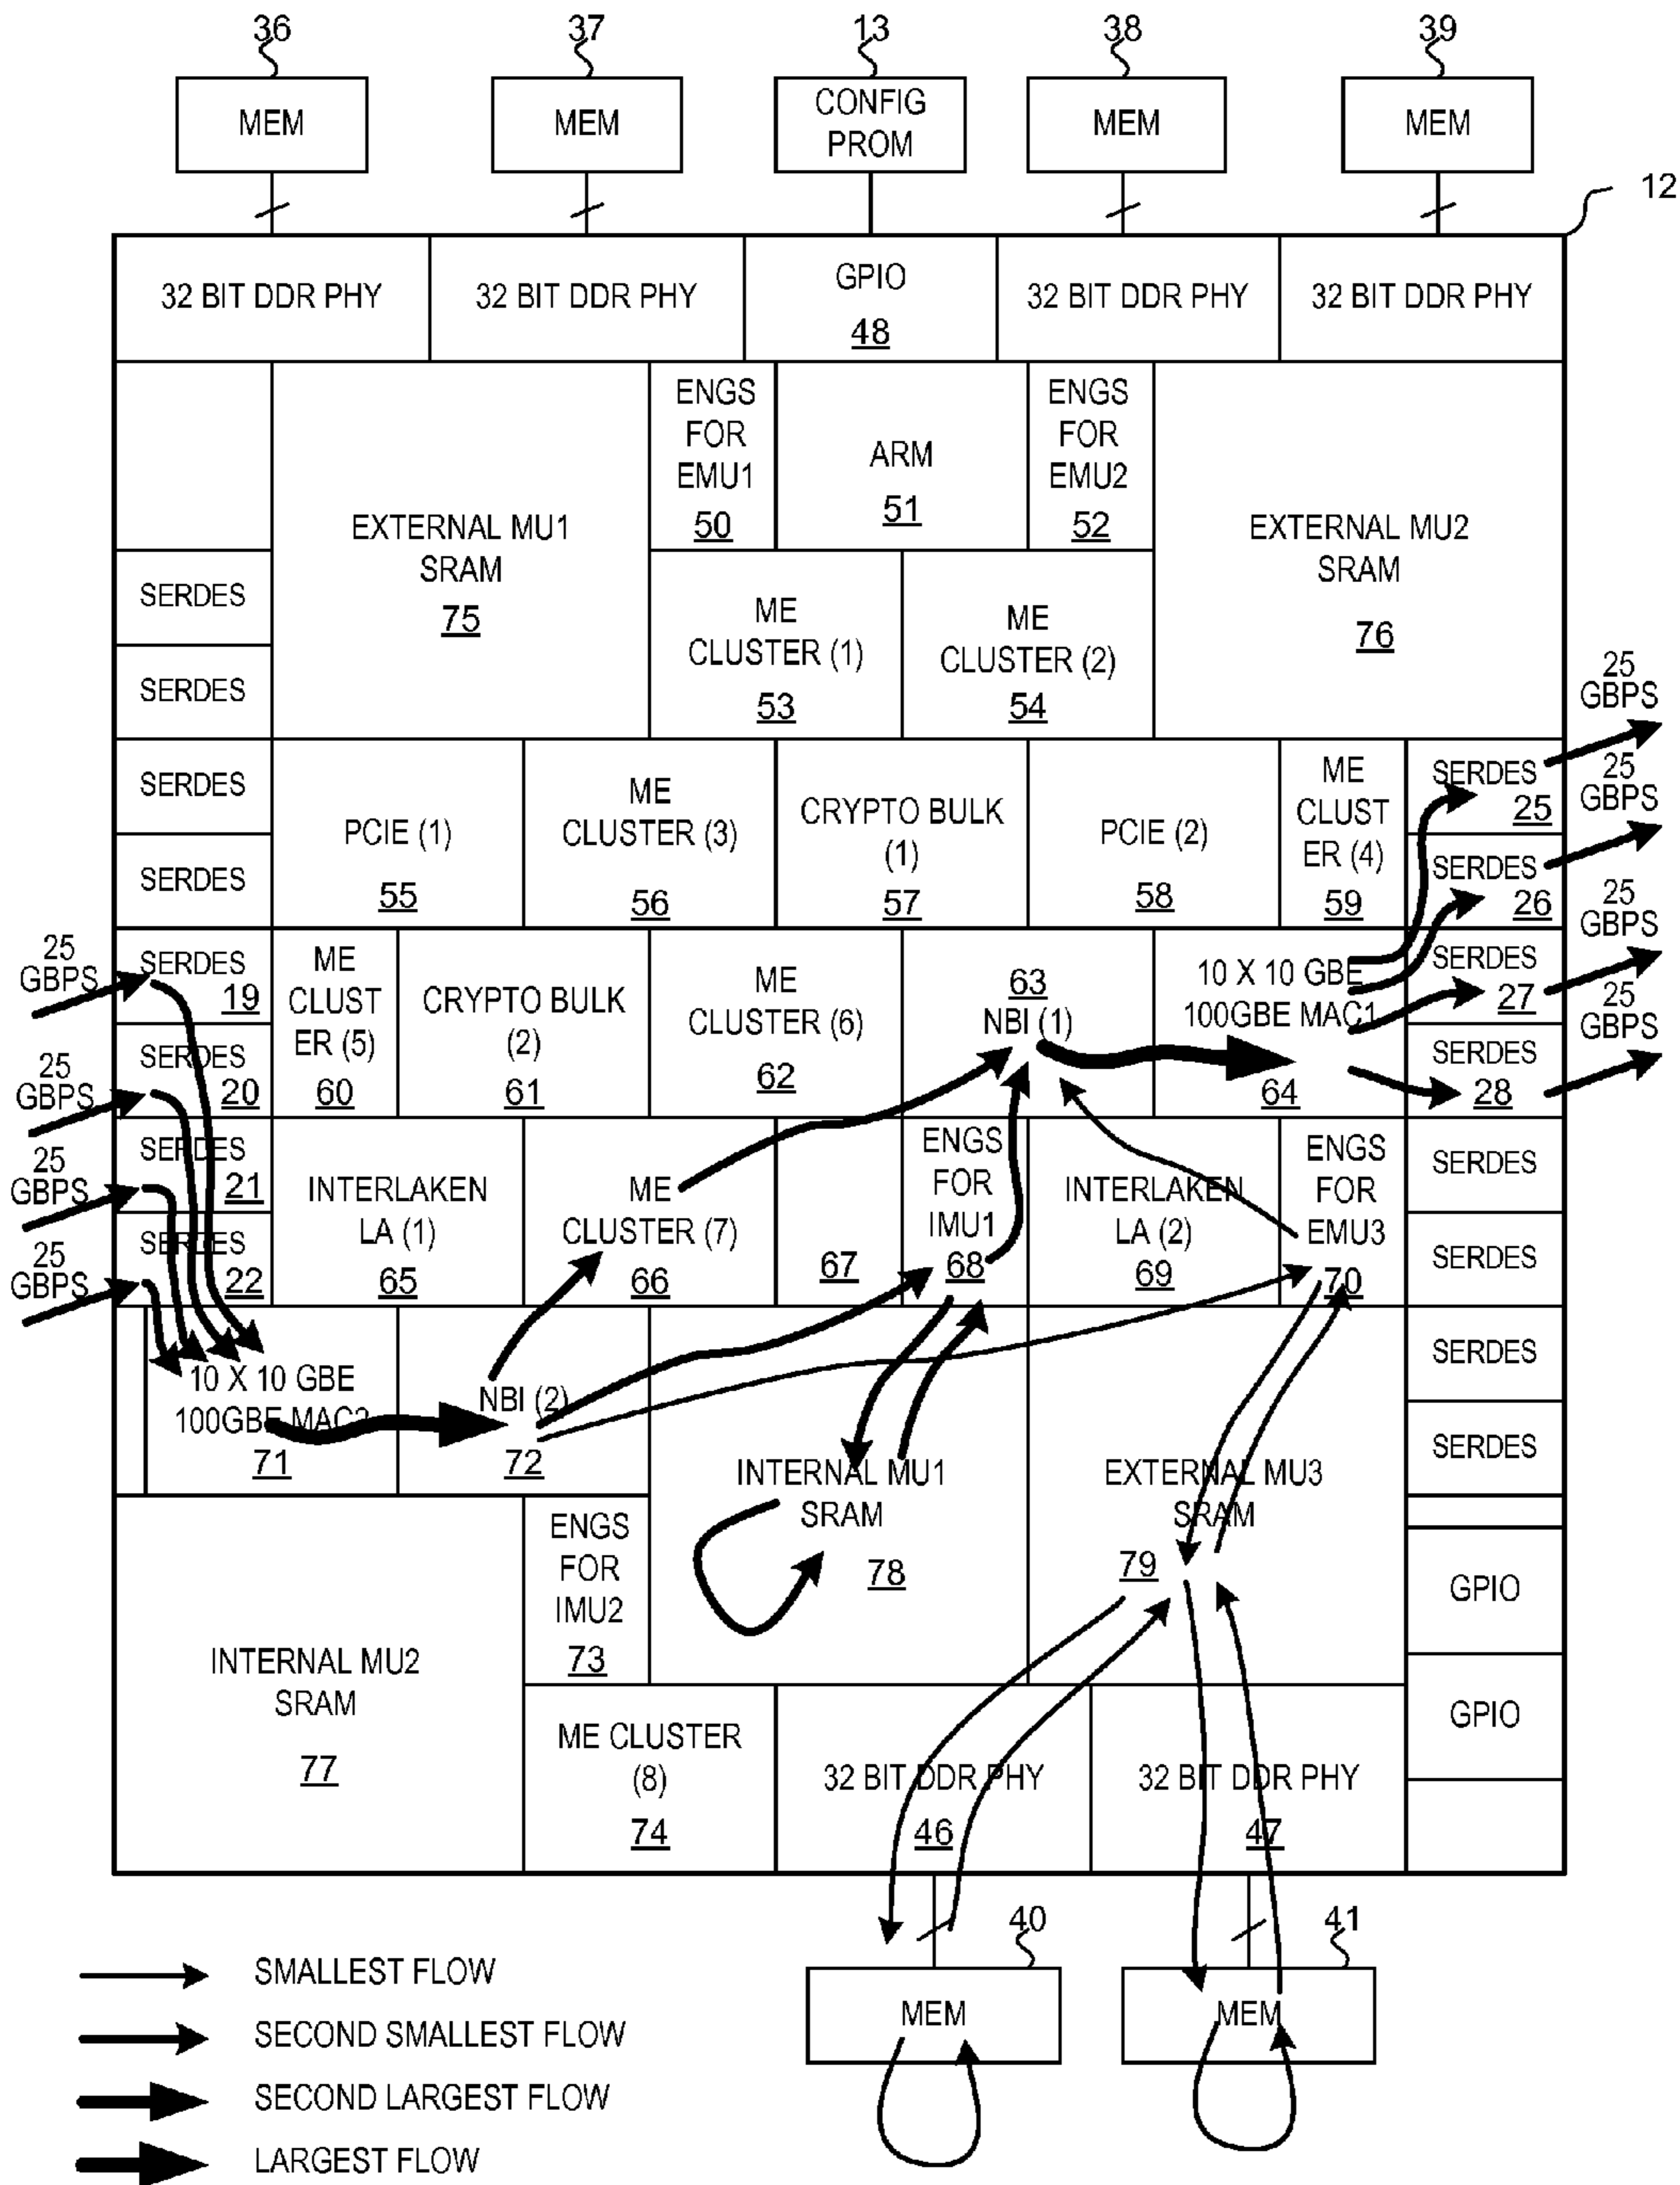 36
37
13
38
39
MEM
MEM
CONFIG
PROM
MEM
MEM
12
32 BIT DDR PHY
32 BIT DDR PHY
GPIO
48
32 BIT DDR PHY
32 BIT DDR PHY
EXTERNAL MU1
SRAM
75
ENGS
FOR
EMU1
50
ARM
51
ENGS
FOR
EMU2
52
EXTERNAL MU2
SRAM
76
SERDES
SERDES
ME
CLUSTER (1)
53
ME
CLUSTER (2)
54
SERDES
SERDES
PCIE (1)
55
ME
CLUSTER (3)
56
CRYPTO BULK
(1)
57
PCIE (2)
58
ME
CLUST
ER (4)
59
SERDES
25
SERDES
26
25
GBPS
25
GBPS
25
GBPS
25
GBPS
25
GBPS
25
GBPS
25
GBPS
25
GBPS
SERDES
19
SERDES
20
ME
CLUST
ER (5)
60
CRYPTO BULK
(2)
61
ME
CLUSTER (6)
62
63
NBI (1)
10 X 10 GBE
100GBE MAC1
64
SERDES
27
SERDES
28
SERDES
21
SERDES
22
INTERLAKEN
LA (1)
65
ME
CLUSTER (7)
66
67
ENGS
FOR
IMU1
68
INTERLAKEN
LA (2)
69
ENGS
FOR
EMU3
70
SERDES
SERDES
10 X 10 GBE
100GBE MAC2
71
NBI (2)
72
INTERNAL MU1
SRAM
78
EXTERNAL MU3
SRAM
79
SERDES
SERDES
INTERNAL MU2
SRAM
77
ENGS
FOR
IMU2
73
GPIO
GPIO
ME CLUSTER
(8)
74
32 BIT DDR PHY
46
32 BIT DDR PHY
47
40
41
MEM
MEM
SMALLEST FLOW
SECOND SMALLEST FLOW
SECOND LARGEST FLOW
LARGEST FLOW